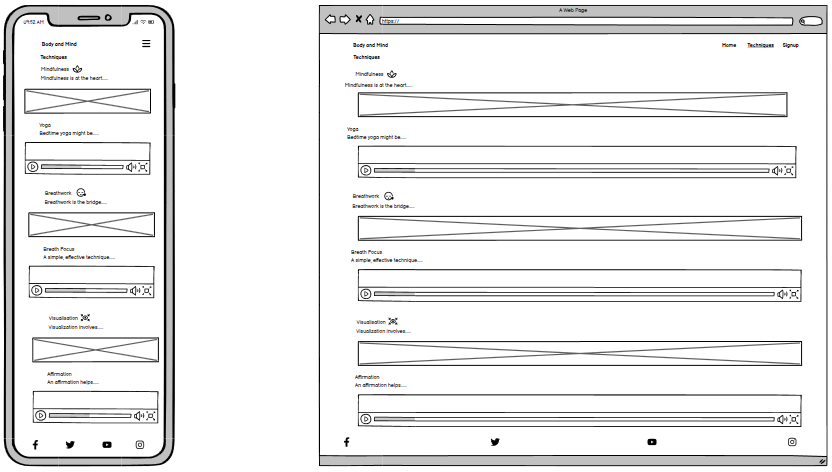 09:52 AM
Body and Mind
Techniques
Mindfulness
Mindfulness is at the heart....
Yoga
Bedtime yoga might be....
Breathwork
Breathwork is the bridge....
Breath Focus
A simple, effective technique....
Visualisation
Visualization involves....
Affirmation
An affirmation helps....
A Web Page
https://
Body and Mind
Home Techniques Signup
Techniques
Mindfulness
Mindfulness is at the heart....
Yoga
Bedtime yoga might be....
Breathwork
Breathwork is the bridge....
Breath Focus
A simple, effective technique....
Visualisation
Visualization involves....
Affirmation
An affirmation helps....